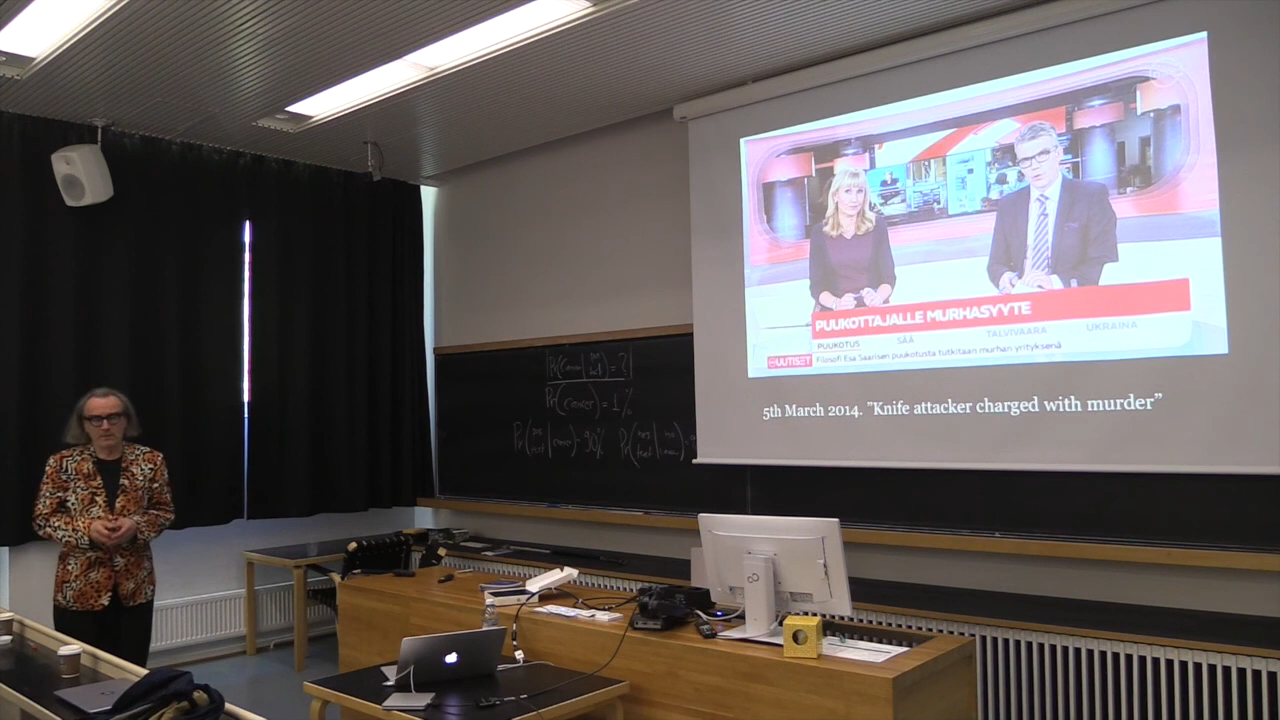 PUUKOTTAJALLE MURHASYYTE
PUUKOTUS SÄÄ TALVIVAARA UKRAINA
UUTISET Filosofi Esa Saarisen puukotusta tutkitaan murhan yrityksenä
5th March 2014. "Knife attacker charged with murder"
Pr(cancer | pos test) = ?
Pr(cancer) = 1%
Pr(pos test | cancer) = 90% Pr(